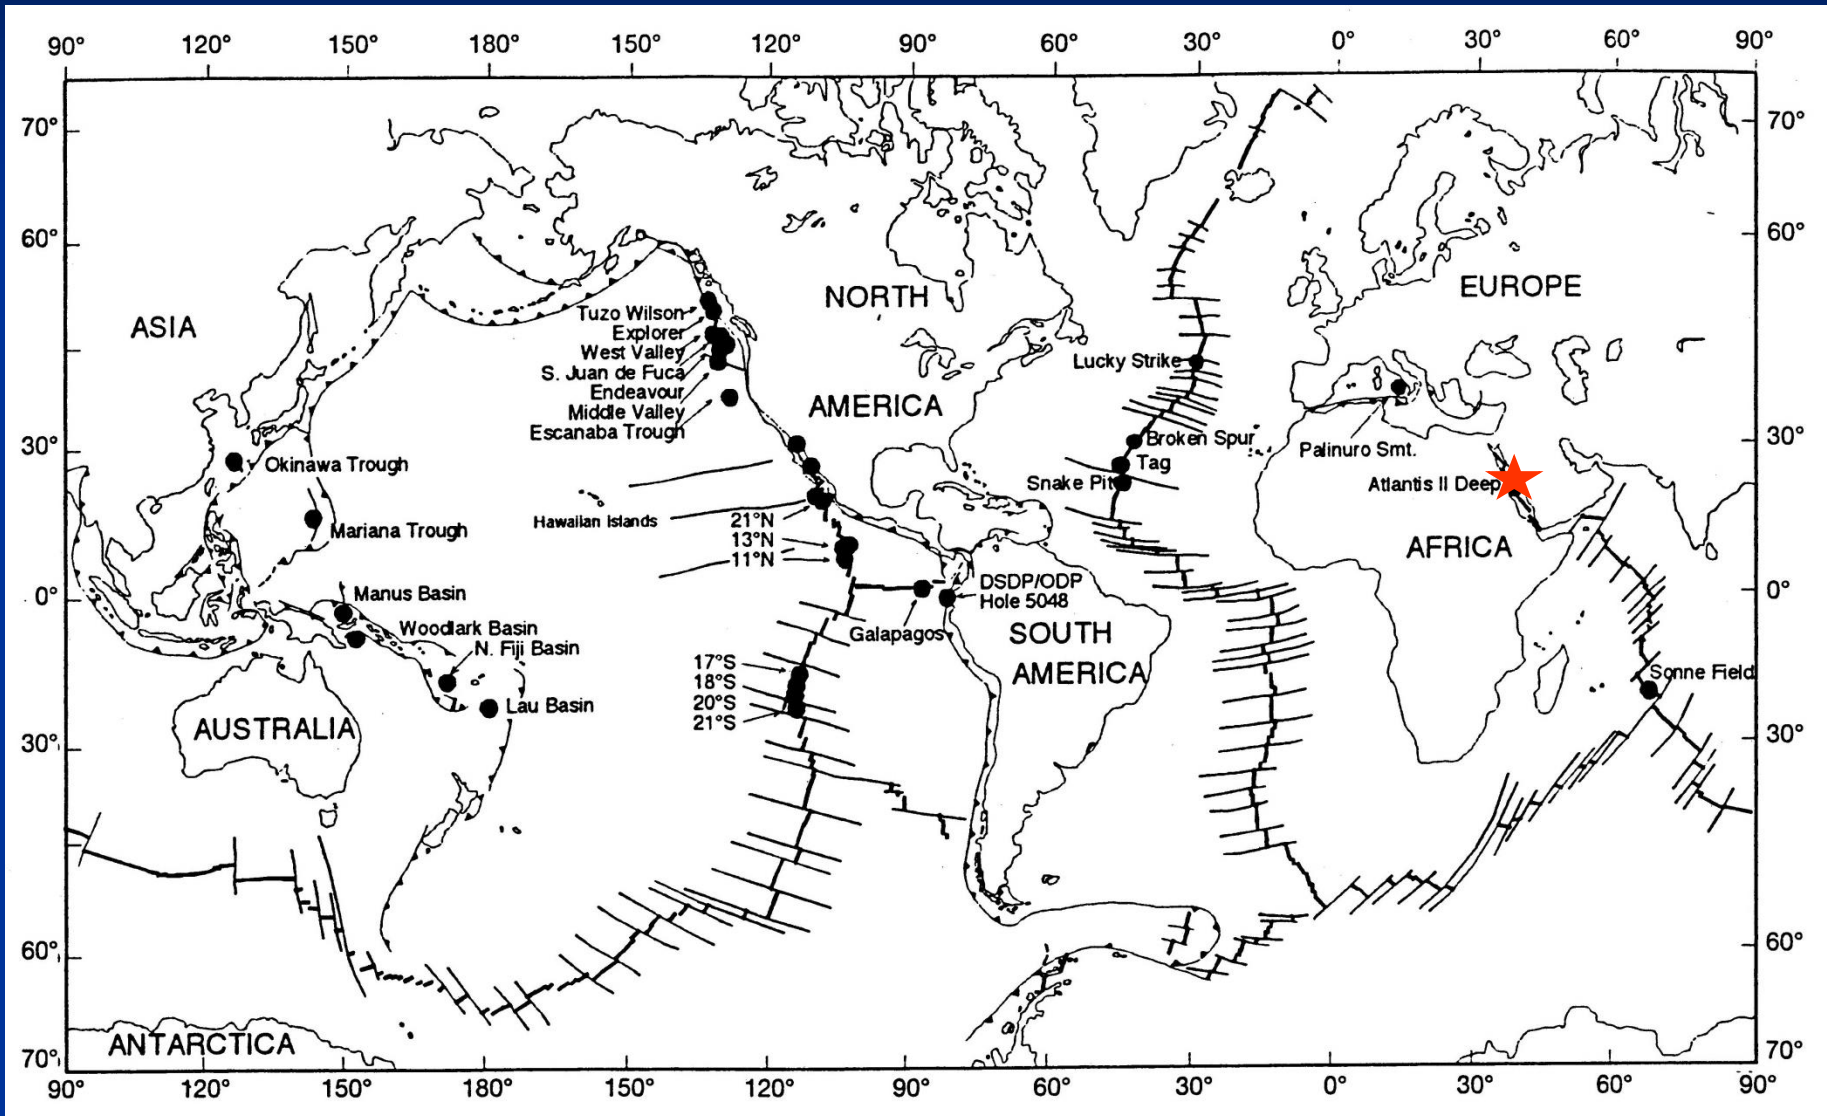 90° 120° 150° 180° 150° 120° 90° 60° 30° 0° 30° 60° 90°
70° 70°
60° 60°
NORTH
EUROPE
ASIA
Tuzo Wilson
Explorer
West Valley
S. Juan de Fuca
Endeavour
Middle Valley
Escanaba Trough
Lucky Strike
AMERICA
30° 30°
Broken Spur
Palinuro Smt.
Okinawa Trough
Tag
Snake Pit
Atlantis II Deep
Hawaiian Islands
Mariana Trough
21°N
13°N
11°N
AFRICA
0° 0°
Manus Basin
DSDP/ODP
Hole 5048
Woodlark Basin
Galapagos
SOUTH
AMERICA
N. Fiji Basin
17°S
18°S
20°S
21°S
Sonne Field
Lau Basin
AUSTRALIA
30° 30°
60° 60°
ANTARCTICA
70° 70°
90° 120° 150° 180° 150° 120° 90° 60° 30° 0° 30° 60° 90°